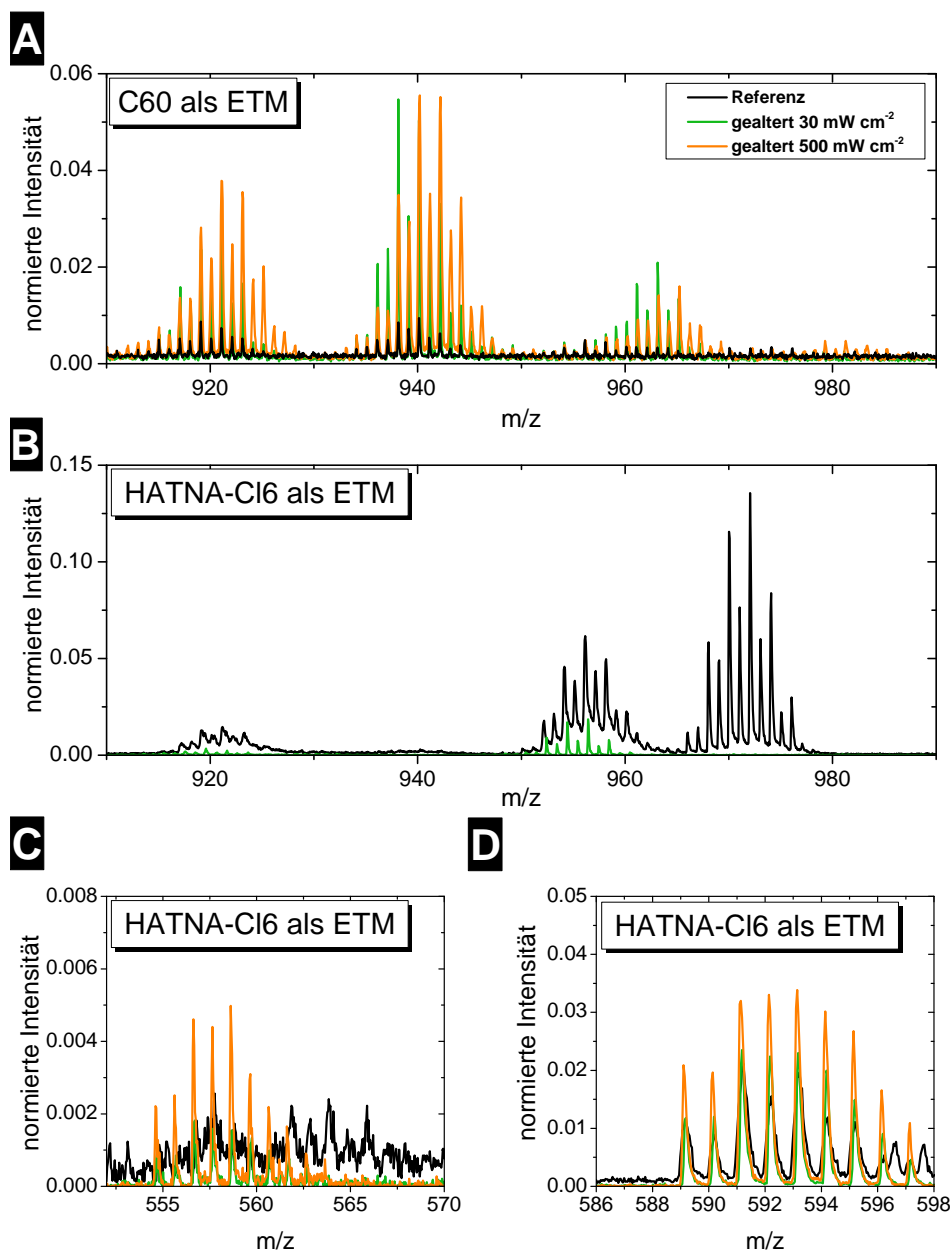 A
C60 als ETM
Referenz
gealtert 30 mW cm-2
gealtert 500 mW cm-2
normierte Intensität
0.06
0.04
0.02
0.00
920 940 960 980
m/z
B
HATNA-Cl6 als ETM
normierte Intensität
0.15
0.10
0.05
0.00
920 940 960 980
m/z
C
HATNA-Cl6 als ETM
normierte Intensität
0.008
0.006
0.004
0.002
0.000
555 560 565 570
m/z
D
HATNA-Cl6 als ETM
normierte Intensität
0.05
0.04
0.03
0.02
0.01
0.00
586 588 590 592 594 596 598
m/z